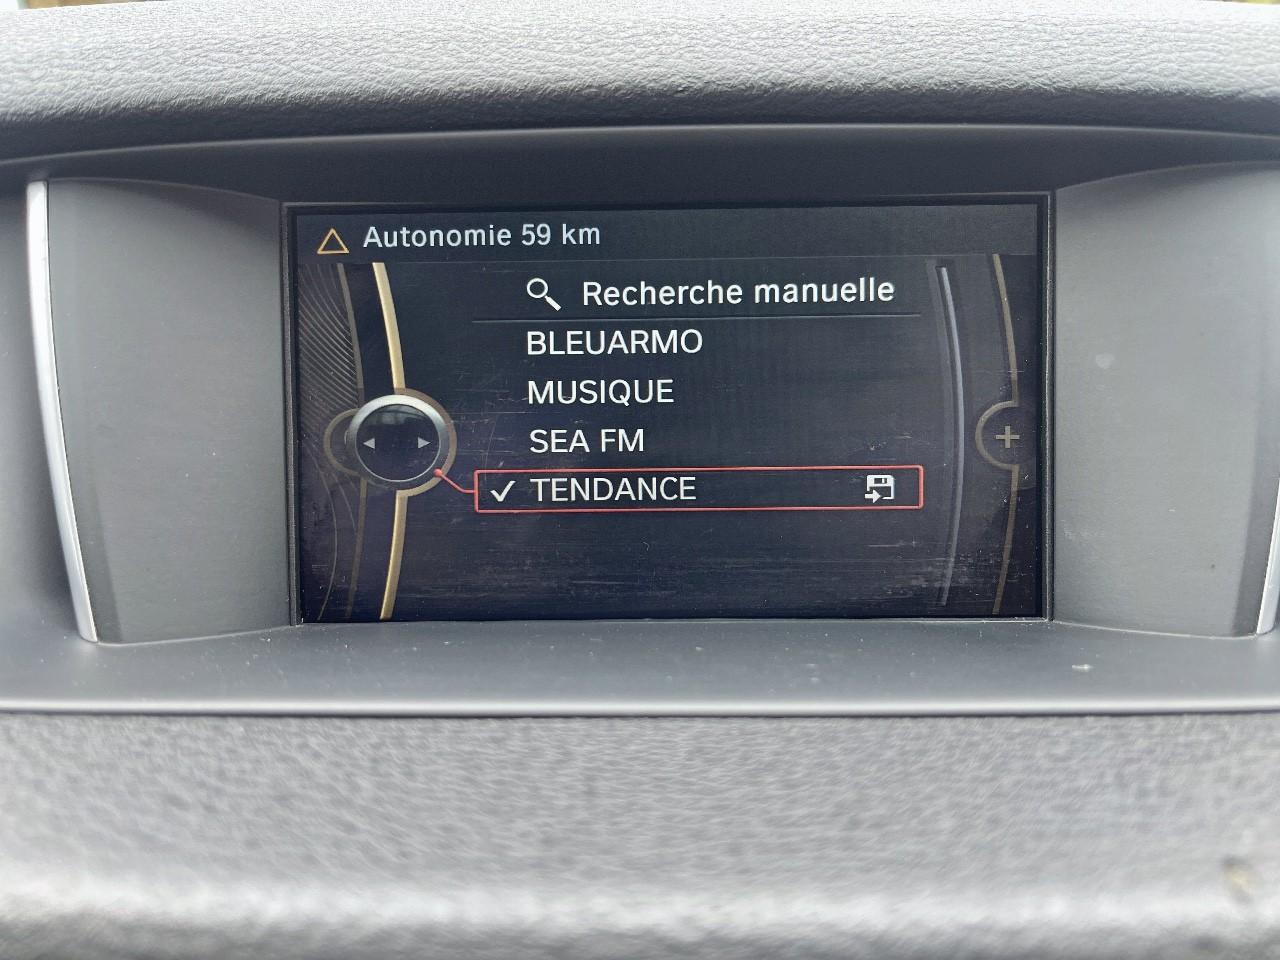 Autonomie 59 km
Recherche manuelle
BLEUARMO
MUSIQUE
SEA FM
TENDANCE